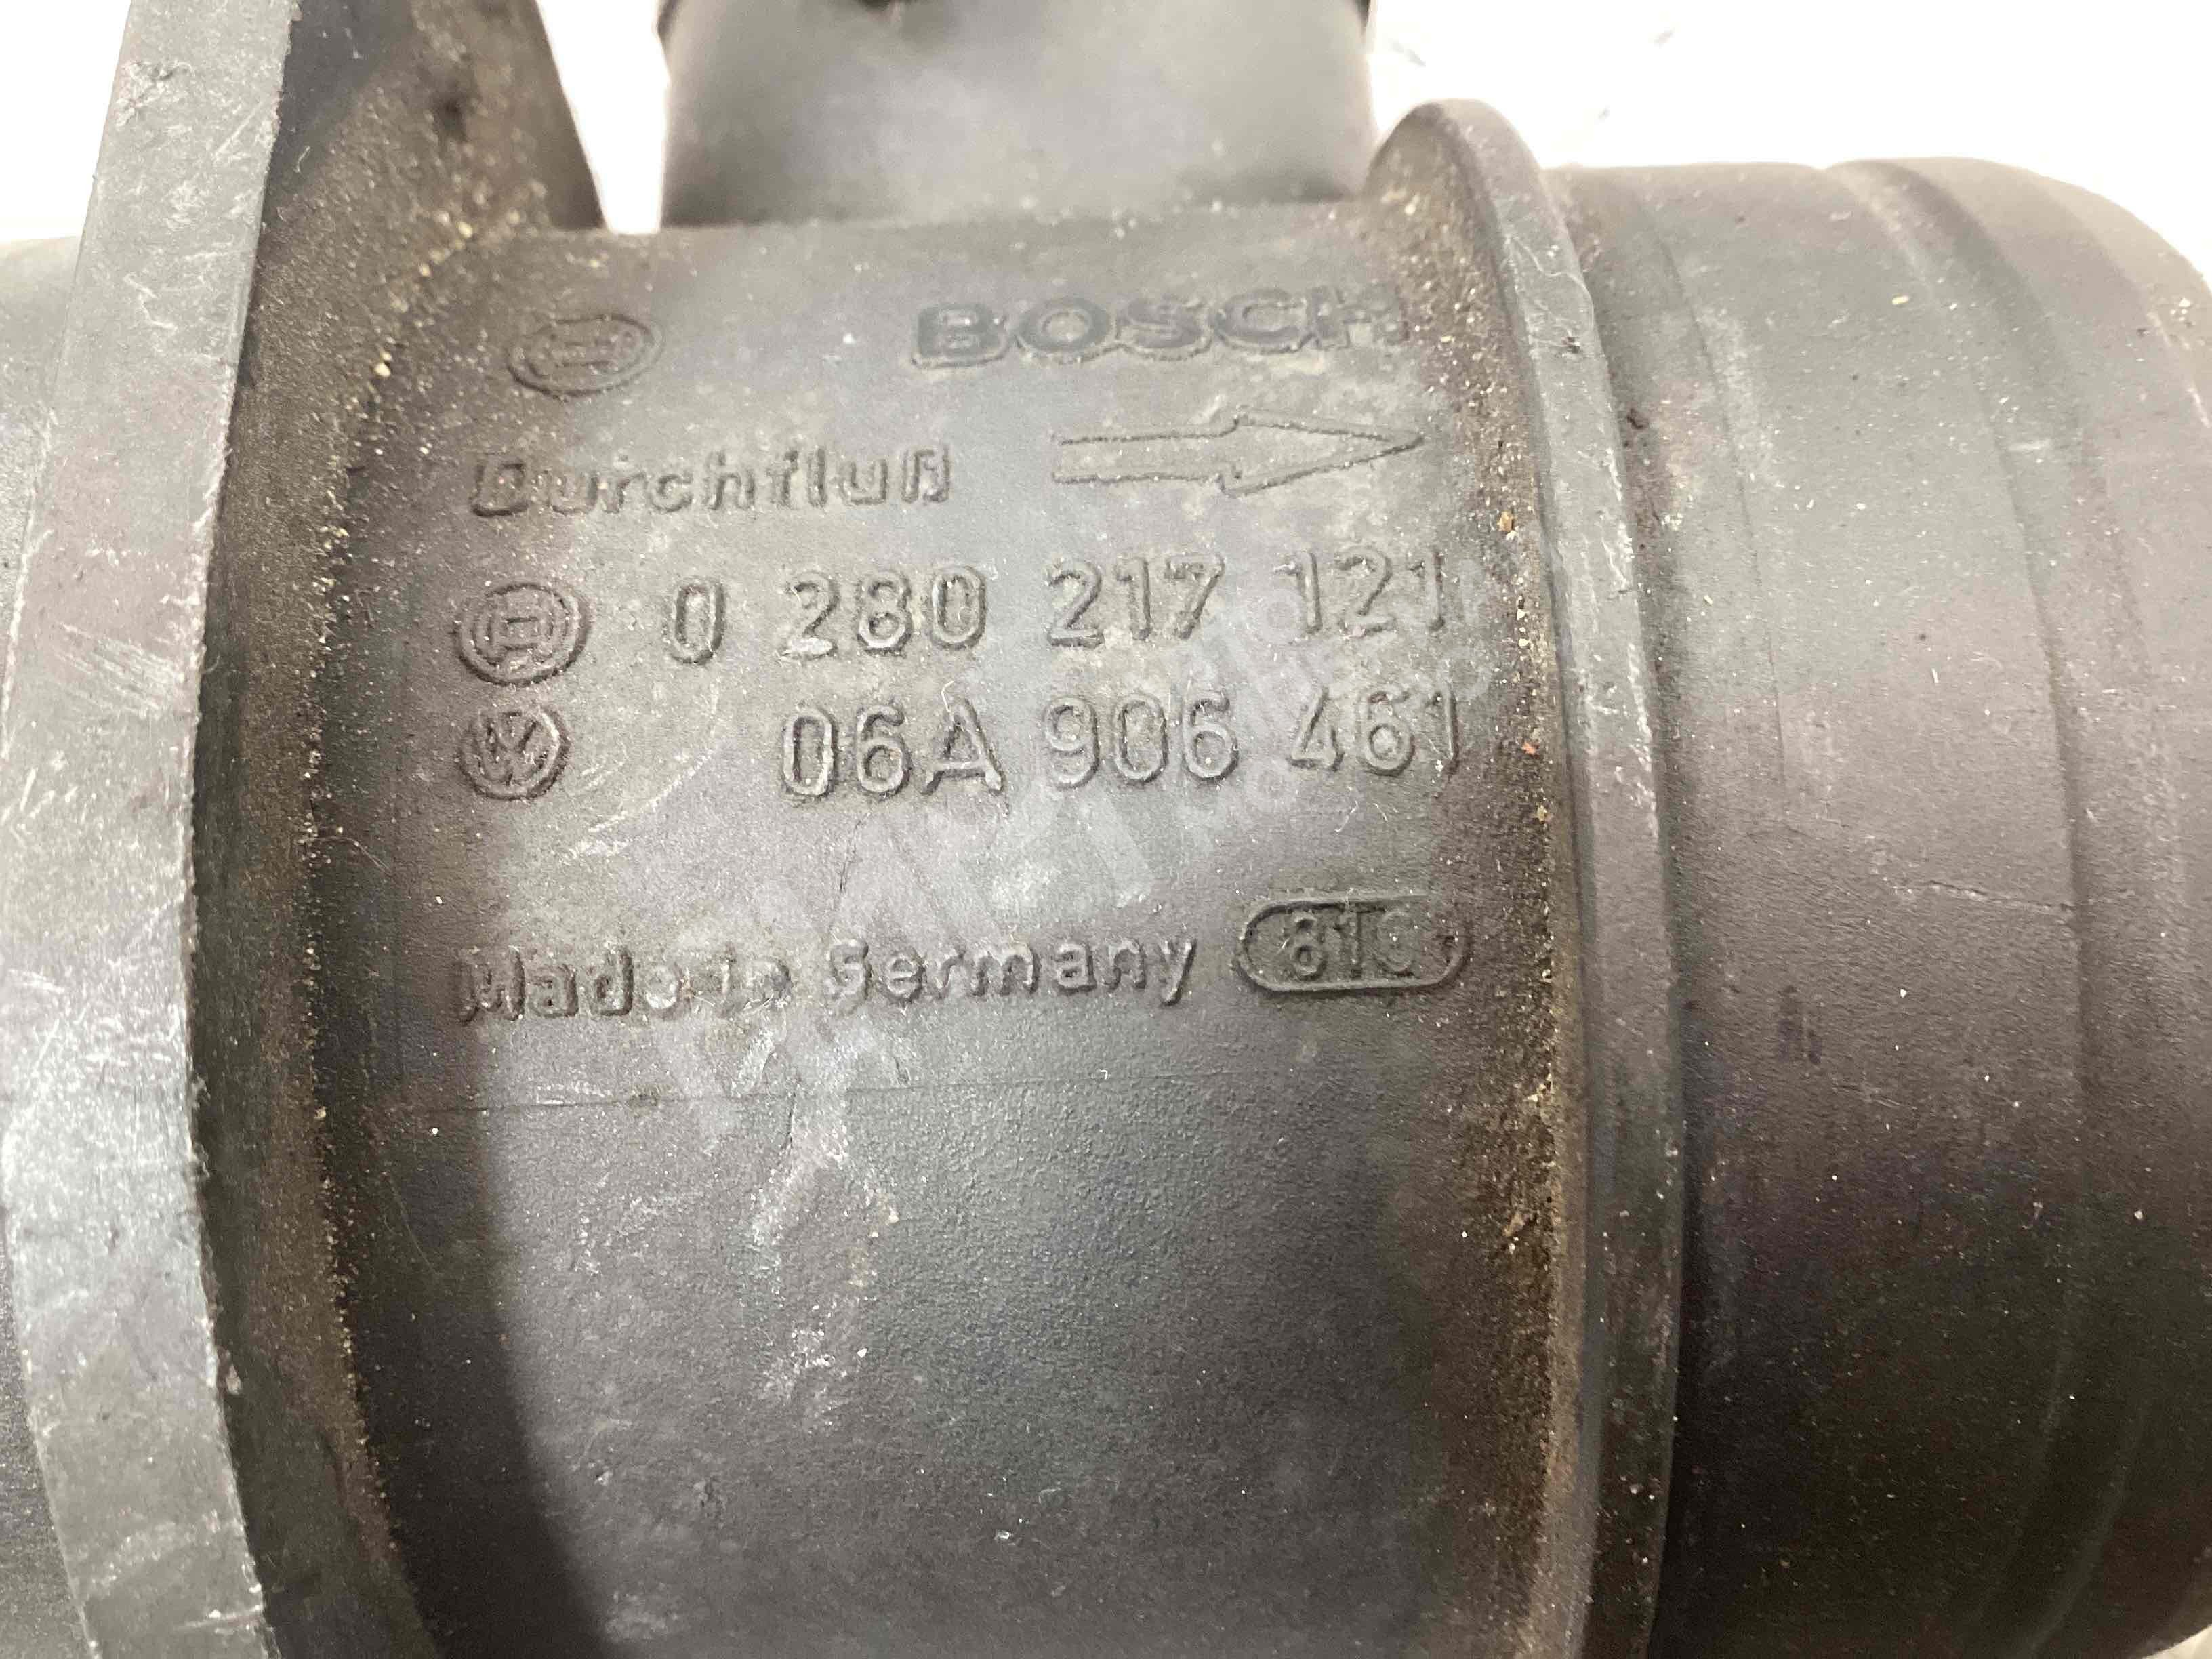 BOSCH
Durchfluß
0 280 217 121
06A 906 461
Made in Germany